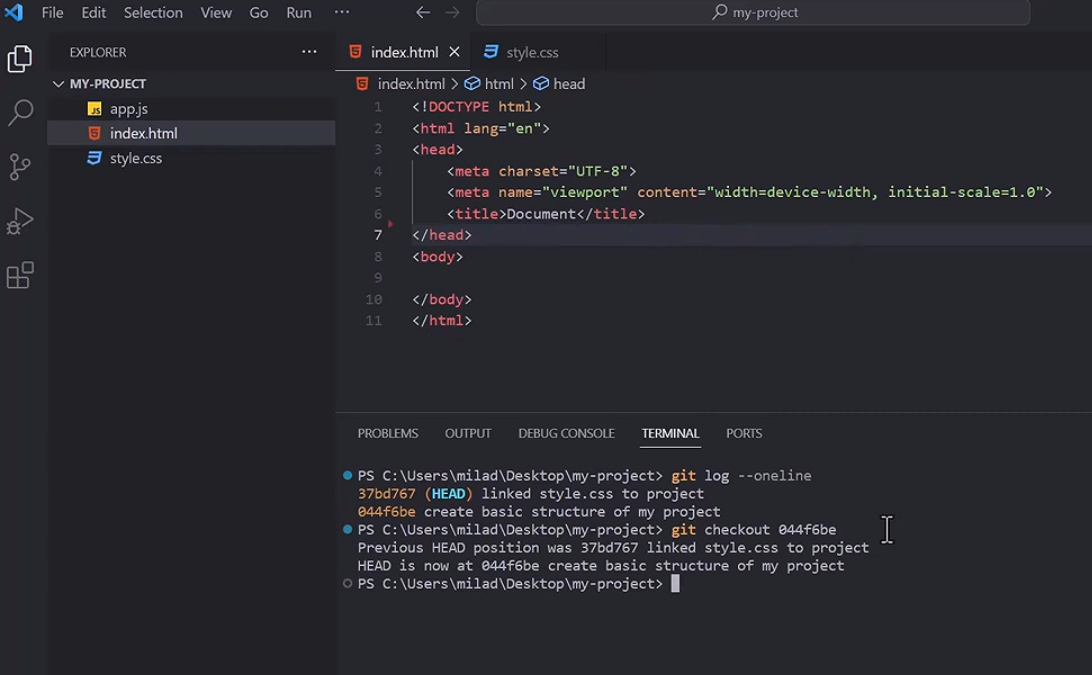 File Edit Selection View Go Run ··· my-project
EXPLORER ···
MY-PROJECT
JS app.js
index.html
style.css
index.html style.css
index.html > html > head
1 <!DOCTYPE html>
2 <html lang="en">
3 <head>
4 <meta charset="UTF-8">
5 <meta name="viewport" content="width=device-width, initial-scale=1.0">
6 <title>Document</title>
7 </head>
8 <body>
9
10 </body>
11 </html>
PROBLEMS OUTPUT DEBUG CONSOLE TERMINAL PORTS
PS C:\Users\milad\Desktop\my-project> git log --oneline
37bd767 (HEAD) linked style.css to project
044f6be create basic structure of my project
PS C:\Users\milad\Desktop\my-project> git checkout 044f6be
Previous HEAD position was 37bd767 linked style.css to project
HEAD is now at 044f6be create basic structure of my project
PS C:\Users\milad\Desktop\my-project>